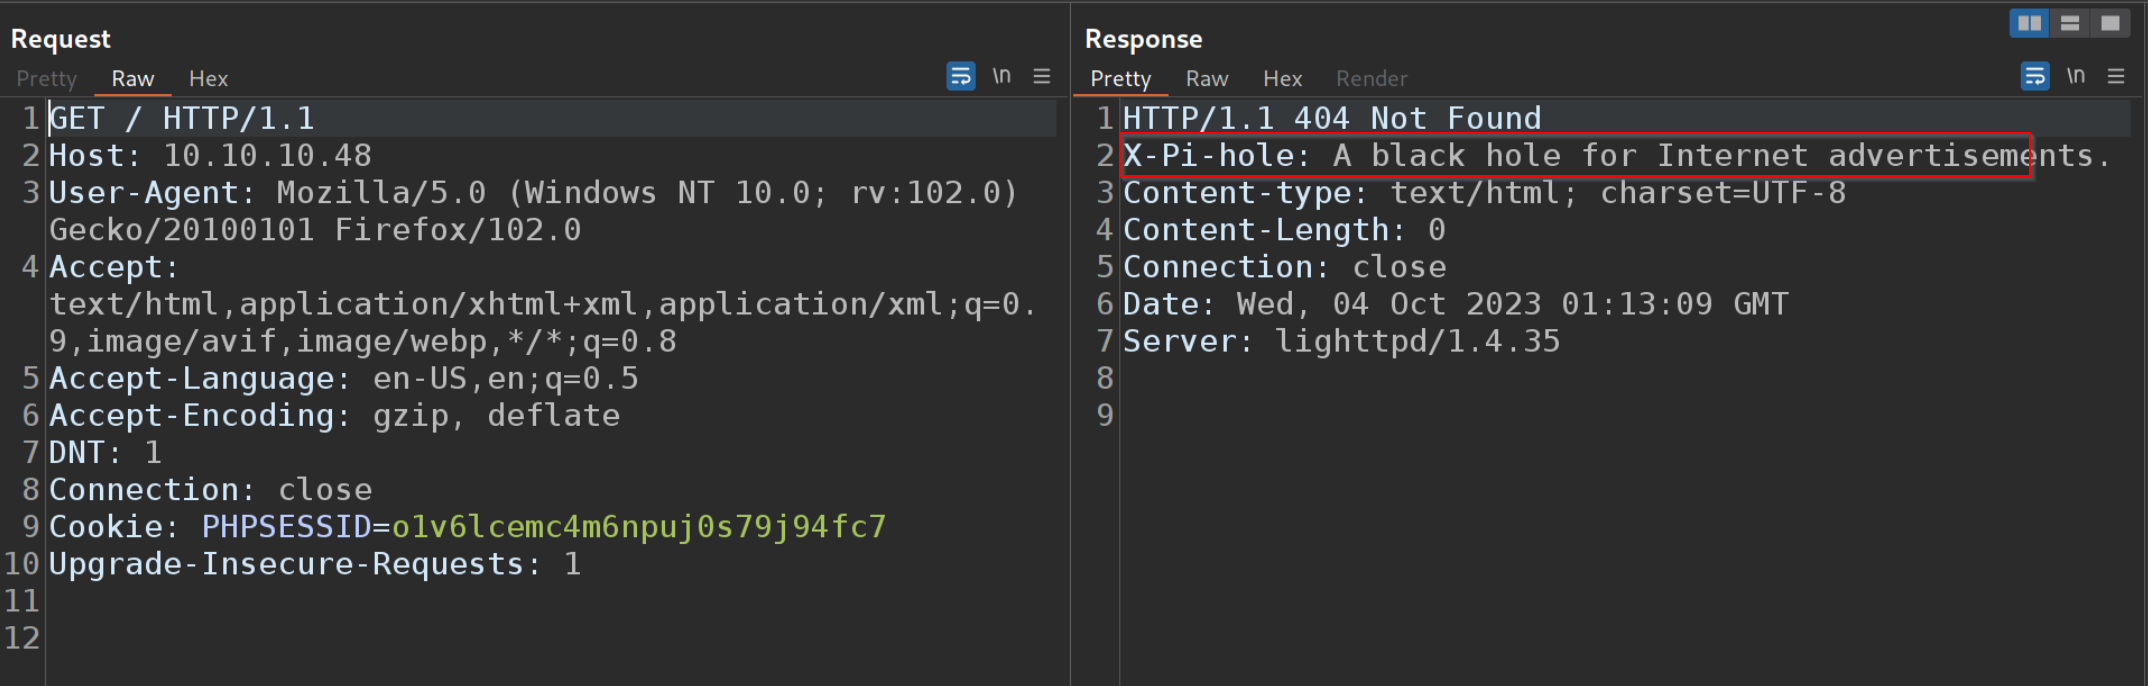 Request
Pretty Raw Hex \n
1 GET / HTTP/1.1
2 Host: 10.10.10.48
3 User-Agent: Mozilla/5.0 (Windows NT 10.0; rv:102.0)
Gecko/20100101 Firefox/102.0
4 Accept:
text/html,application/xhtml+xml,application/xml;q=0.
9,image/avif,image/webp,*/*;q=0.8
5 Accept-Language: en-US,en;q=0.5
6 Accept-Encoding: gzip, deflate
7 DNT: 1
8 Connection: close
9 Cookie: PHPSESSID=o1v6lcemc4m6npuj0s79j94fc7
10 Upgrade-Insecure-Requests: 1
11
12
Response
Pretty Raw Hex Render \n
1 HTTP/1.1 404 Not Found
2 X-Pi-hole: A black hole for Internet advertisements.
3 Content-type: text/html; charset=UTF-8
4 Content-Length: 0
5 Connection: close
6 Date: Wed, 04 Oct 2023 01:13:09 GMT
7 Server: lighttpd/1.4.35
8
9